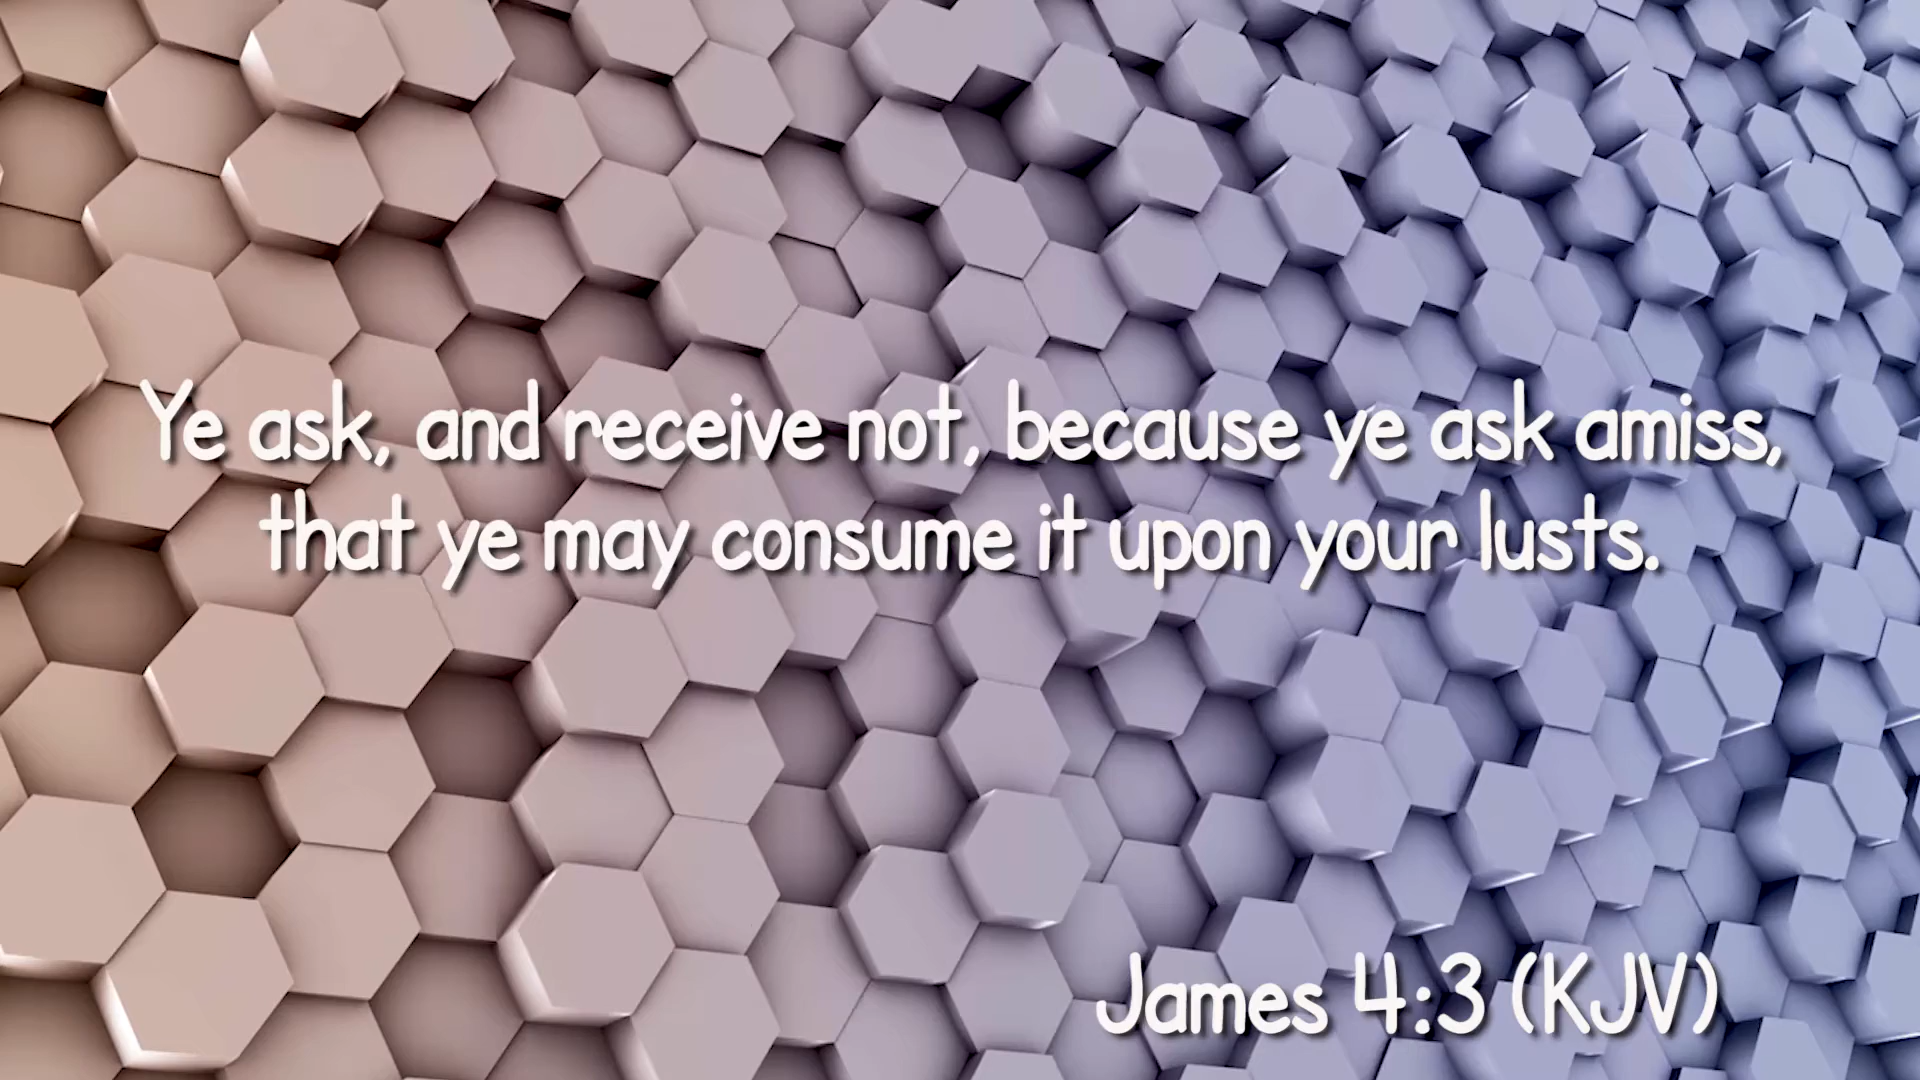 Ye ask, and receive not, because ye ask amiss,
that ye may consume it upon your lusts.
James 4:3 (KJV)